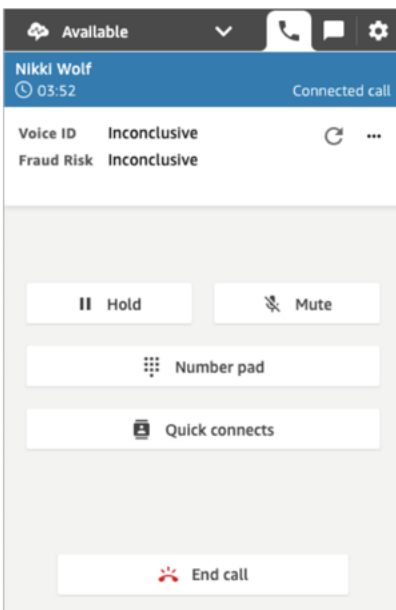 Available
Nikki Wolf
03:52 Connected call
Voice ID Inconclusive
Fraud Risk Inconclusive
Hold Mute
Number pad
Quick connects
End call